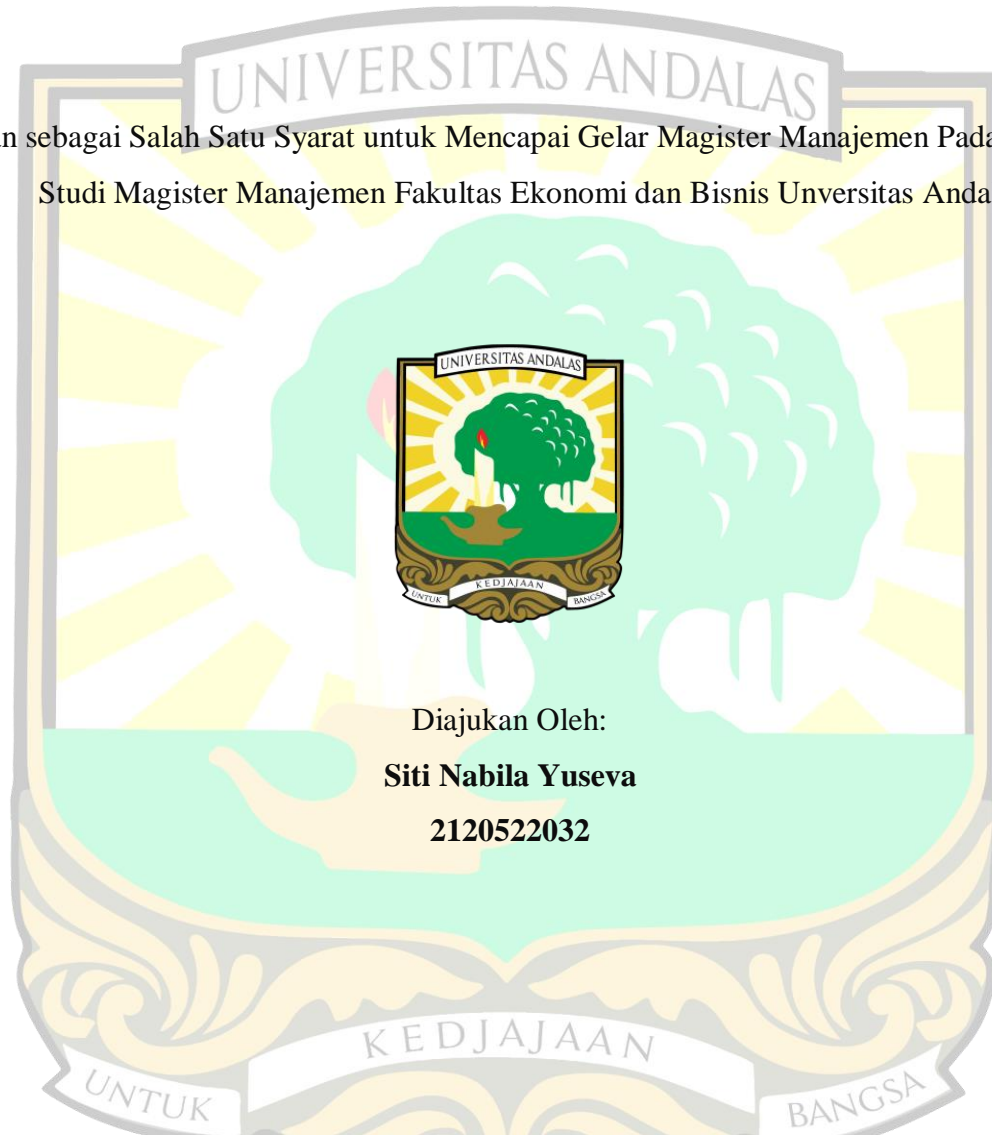 UNIVERSITAS ANDALAS
sebagai Salah Satu Syarat untuk Mencapai Gelar Magister Manajemen Pada
Studi Magister Manajemen Fakultas Ekonomi dan Bisnis Unversitas Anda
UNIVERSITAS ANDALAS
UNTUK KEDJAJAAN BANGSA
Diajukan Oleh:
Siti Nabila Yuseva
2120522032
UNTUK KEDJAJAAN BANGSA